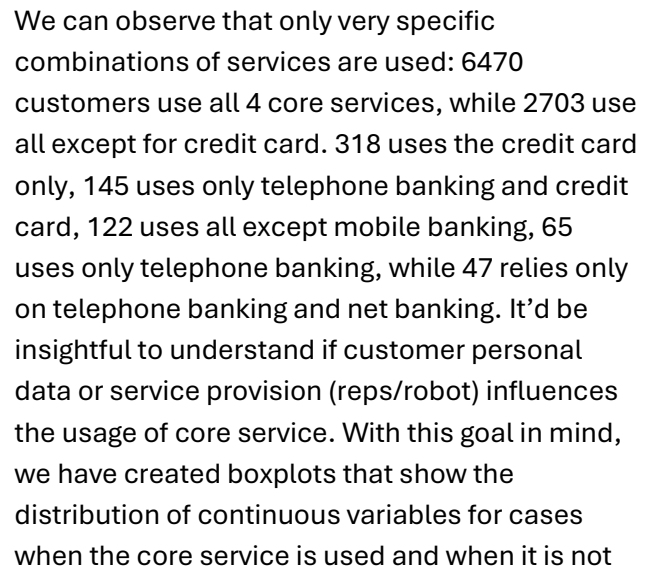 We can observe that only very specific
combinations of services are used: 6470
customers use all 4 core services, while 2703 use
all except for credit card. 318 uses the credit card
only, 145 uses only telephone banking and credit
card, 122 uses all except mobile banking, 65
uses only telephone banking, while 47 relies only
on telephone banking and net banking. It’d be
insightful to understand if customer personal
data or service provision (reps/robot) influences
the usage of core service. With this goal in mind,
we have created boxplots that show the
distribution of continuous variables for cases
when the core service is used and when it is not